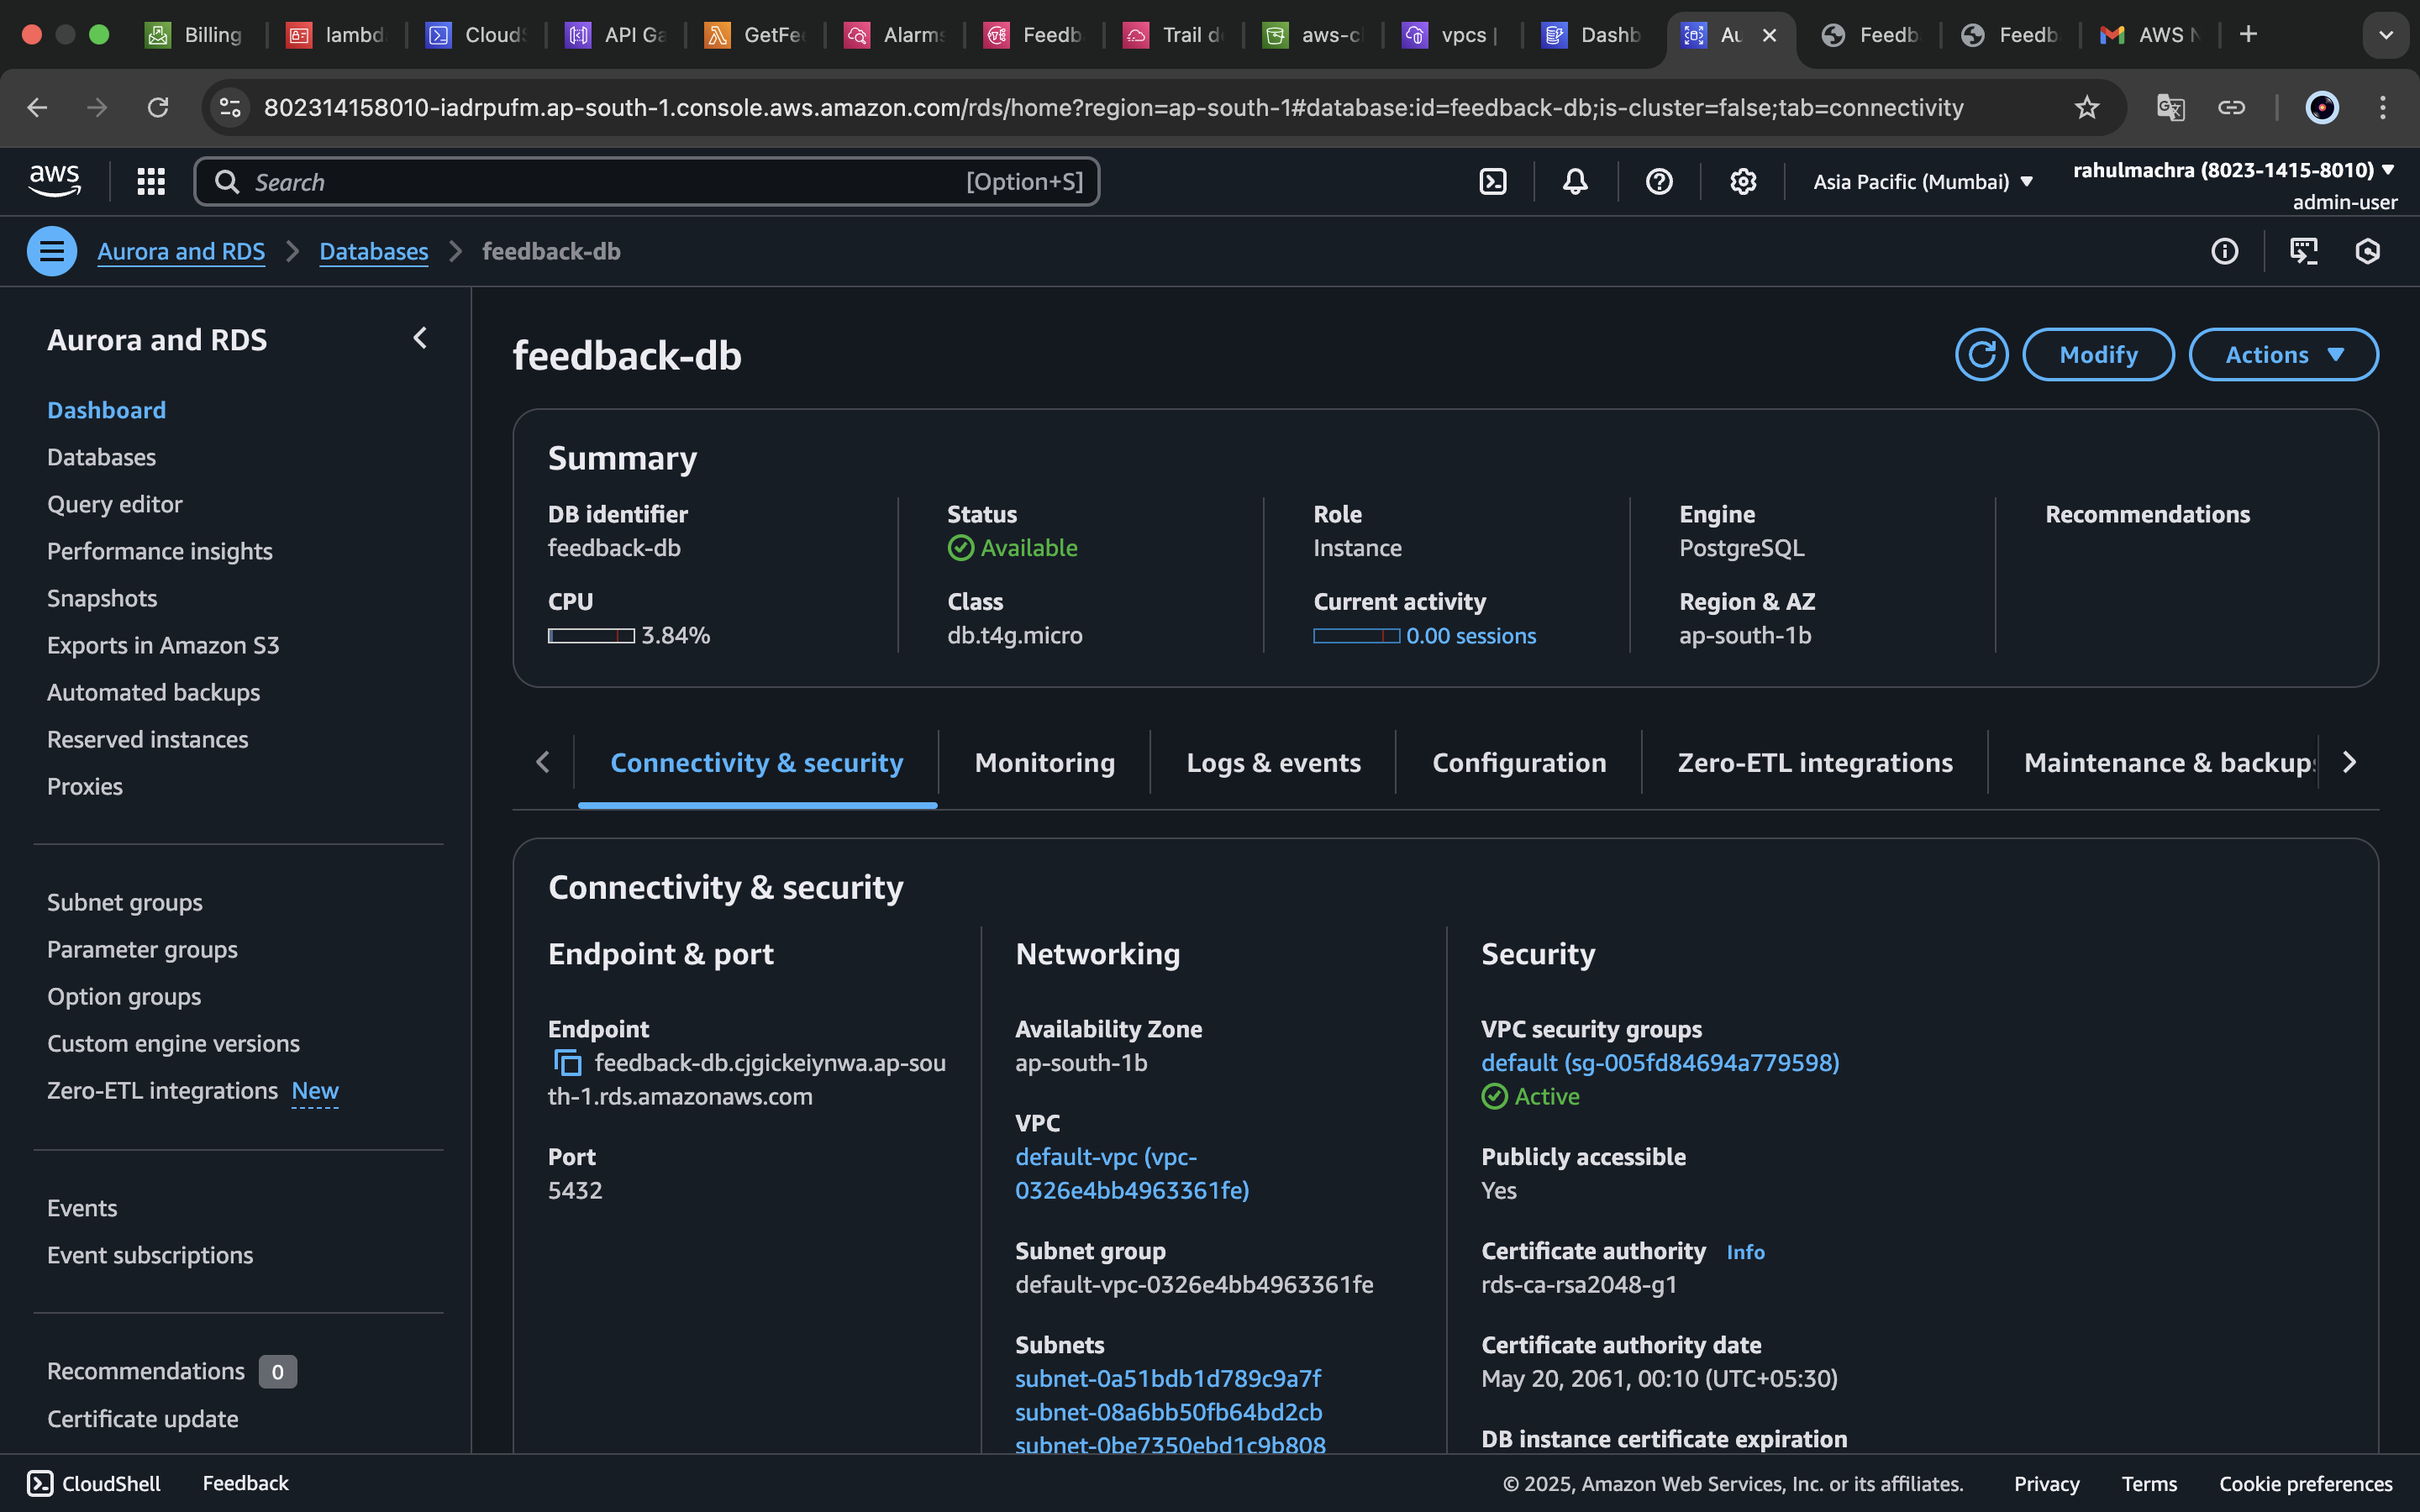 Billing
lambd
Cloud
API Ga
GetFe
Alarms
Feedb
Trail d
aws-c
vpcs |
Dashb
Au
Feedb
Feedb
AWS
802314158010-iadrpufm.ap-south-1.console.aws.amazon.com/rds/home?region=ap-south-1#database:id=feedback-db;is-cluster=false;tab=connectivity
aws
Search
[Option+S]
Asia Pacific (Mumbai)
rahulmachra (8023-1415-8010)
admin-user
Aurora and RDS
Databases
feedback-db
Aurora and RDS
Dashboard
Databases
Query editor
Performance insights
Snapshots
Exports in Amazon S3
Automated backups
Reserved instances
Proxies
Subnet groups
Parameter groups
Option groups
Custom engine versions
Zero-ETL integrations New
Events
Event subscriptions
Recommendations 0
Certificate update
feedback-db
Modify
Actions
Summary
DB identifier
feedback-db
CPU
3.84%
Status
Available
Class
db.t4g.micro
Role
Instance
Current activity
0.00 sessions
Engine
PostgreSQL
Region & AZ
ap-south-1b
Recommendations
Connectivity & security
Monitoring
Logs & events
Configuration
Zero-ETL integrations
Maintenance & backups
Connectivity & security
Endpoint & port
Endpoint
feedback-db.cjgickeiynwa.ap-sou
th-1.rds.amazonaws.com
Port
5432
Networking
Availability Zone
ap-south-1b
VPC
default-vpc (vpc-
0326e4bb4963361fe)
Subnet group
default-vpc-0326e4bb4963361fe
Subnets
subnet-0a51bdb1d789c9a7f
subnet-08a6bb50fb64bd2cb
subnet-0be7350ebd1c9b808
Security
VPC security groups
default (sg-005fd84694a779598)
Active
Publicly accessible
Yes
Certificate authority Info
rds-ca-rsa2048-g1
Certificate authority date
May 20, 2061, 00:10 (UTC+05:30)
DB instance certificate expiration
CloudShell
Feedback
© 2025, Amazon Web Services, Inc. or its affiliates.
Privacy
Terms
Cookie preferences